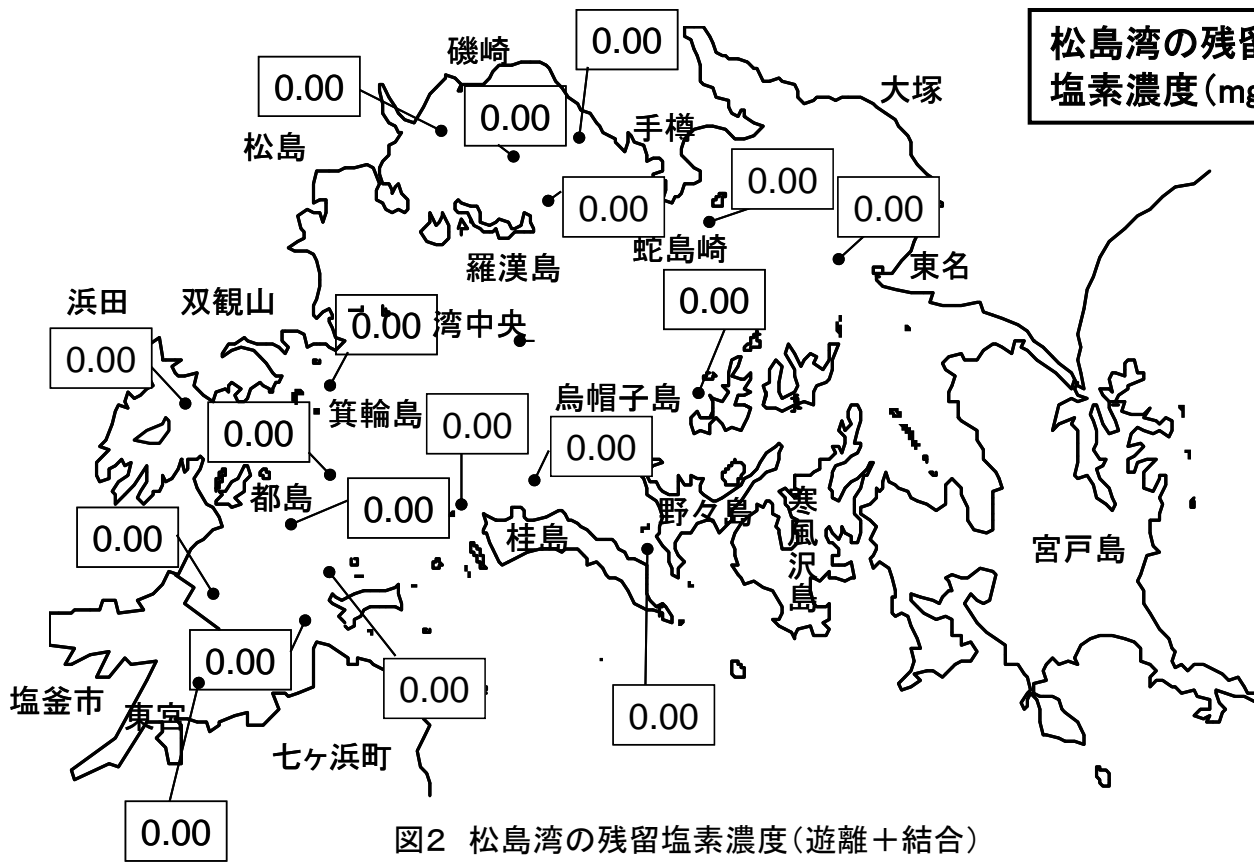 松島湾の残留
塩素濃度(mg
0.00
磯崎
0.00
大塚
0.00
手樽
松島
0.00
0.00
0.00
蛇島崎
羅漢島
東名
浜田
双観山
0.00
0.00
湾中央
0.00
烏帽子島
箕輪島
0.00
0.00
0.00
都島
0.00
野々島
寒風沢島
桂島
宮戸島
0.00
0.00
0.00
0.00
塩釜市
東宮
七ヶ浜町
0.00
図2 松島湾の残留塩素濃度(遊離+結合)